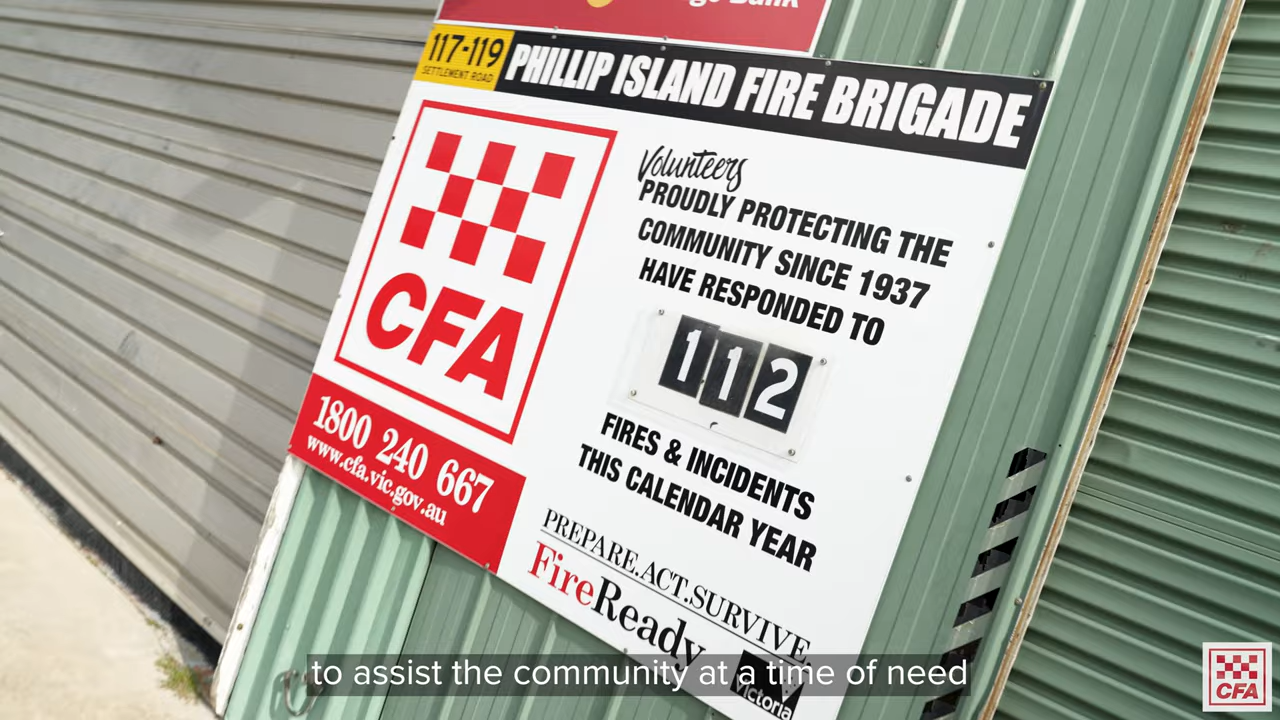 Bank
117-119
SETTLEMENT ROAD
PHILLIP ISLAND FIRE BRIGADE
CFA
1800 240 667
www.cfa.vic.gov.au
Volunteers
PROUDLY PROTECTING THE
COMMUNITY SINCE 1937
HAVE RESPONDED TO
112
FIRES & INCIDENTS
THIS CALENDAR YEAR
PREPARE.ACT.SURVIVE
FireReady
Victoria
to assist the community at a time of need
CFA